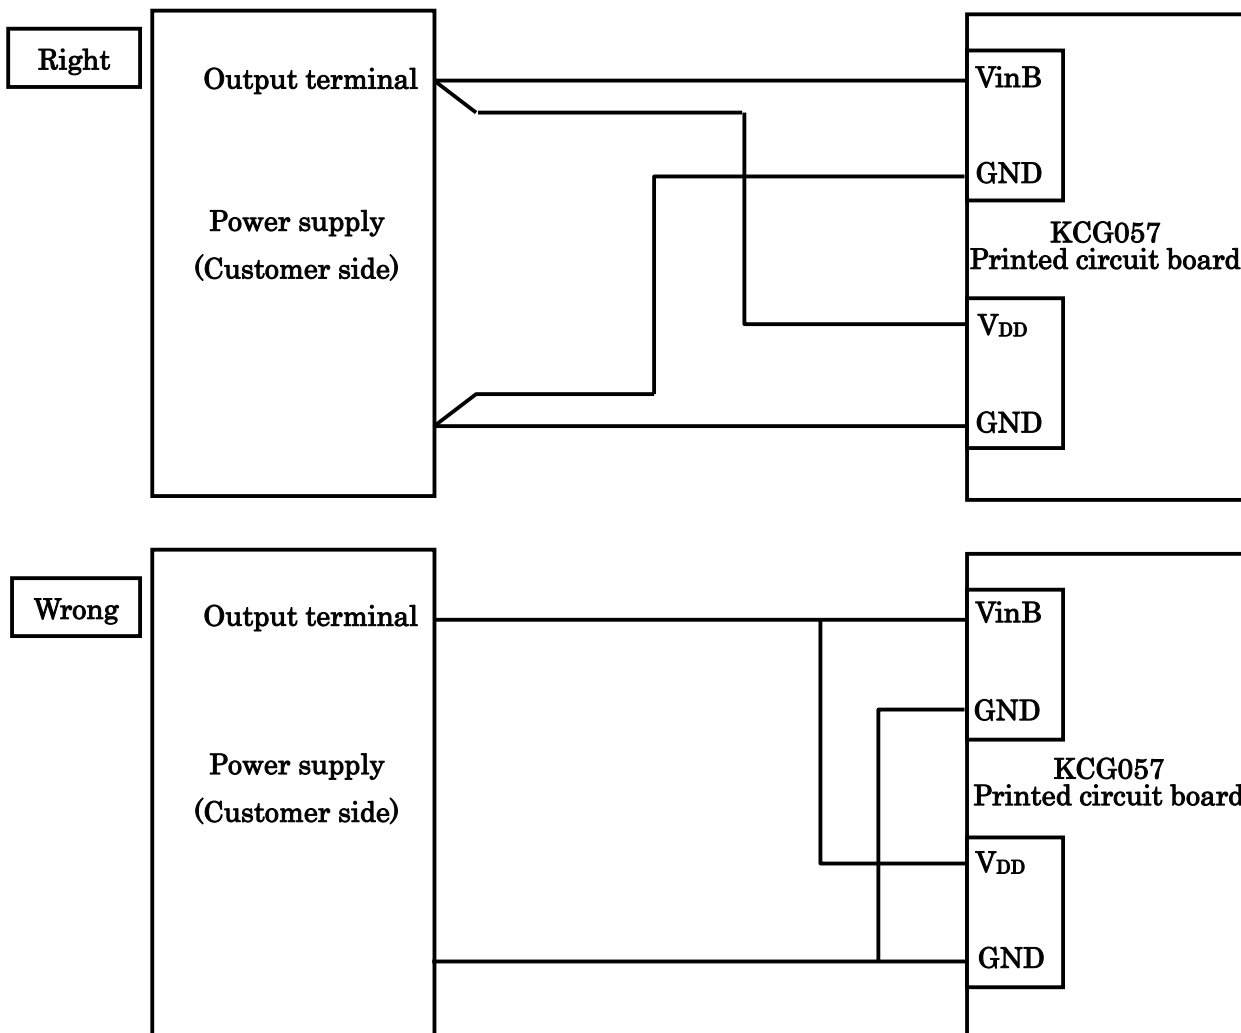 Right
Output terminal
Power supply
(Customer side)
VinB
GND
KCG057
Printed circuit board
VDD
GND
Wrong
Output terminal
Power supply
(Customer side)
VinB
GND
KCG057
Printed circuit board
VDD
GND